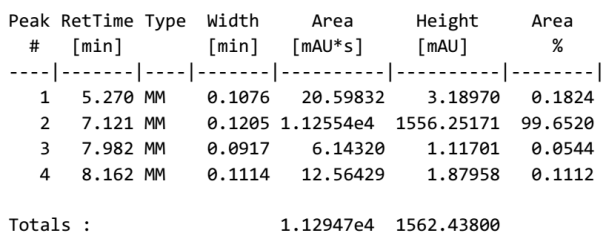 Peak RetTime Type  Width     Area      Height     Area
  #   [min]        [min]   [mAU*s]     [mAU]        %
----|-------|----|-------|----------|----------|--------|
   1   5.270 MM    0.1076   20.59832    3.18970   0.1824
   2   7.121 MM    0.1205 1.12554e4  1556.25171  99.6520
   3   7.982 MM    0.0917    6.14320    1.11701   0.0544
   4   8.162 MM    0.1114   12.56429    1.87958   0.1112
Totals :                  1.12947e4  1562.43800